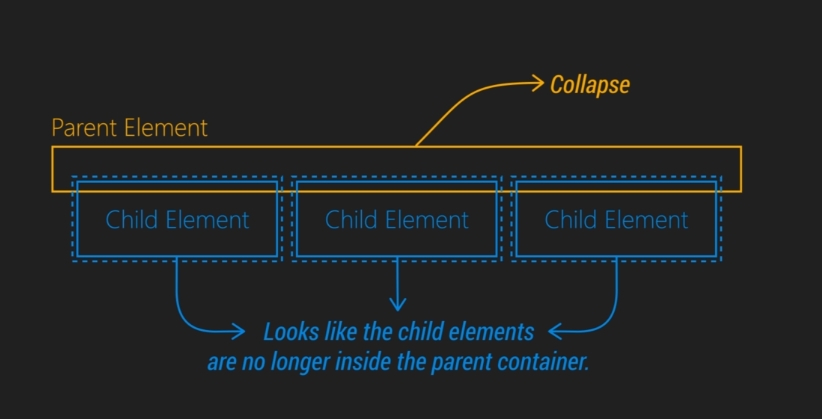 Collapse
Parent Element
Child Element
Child Element
Child Element
Looks like the child elements
are no longer inside the parent container.